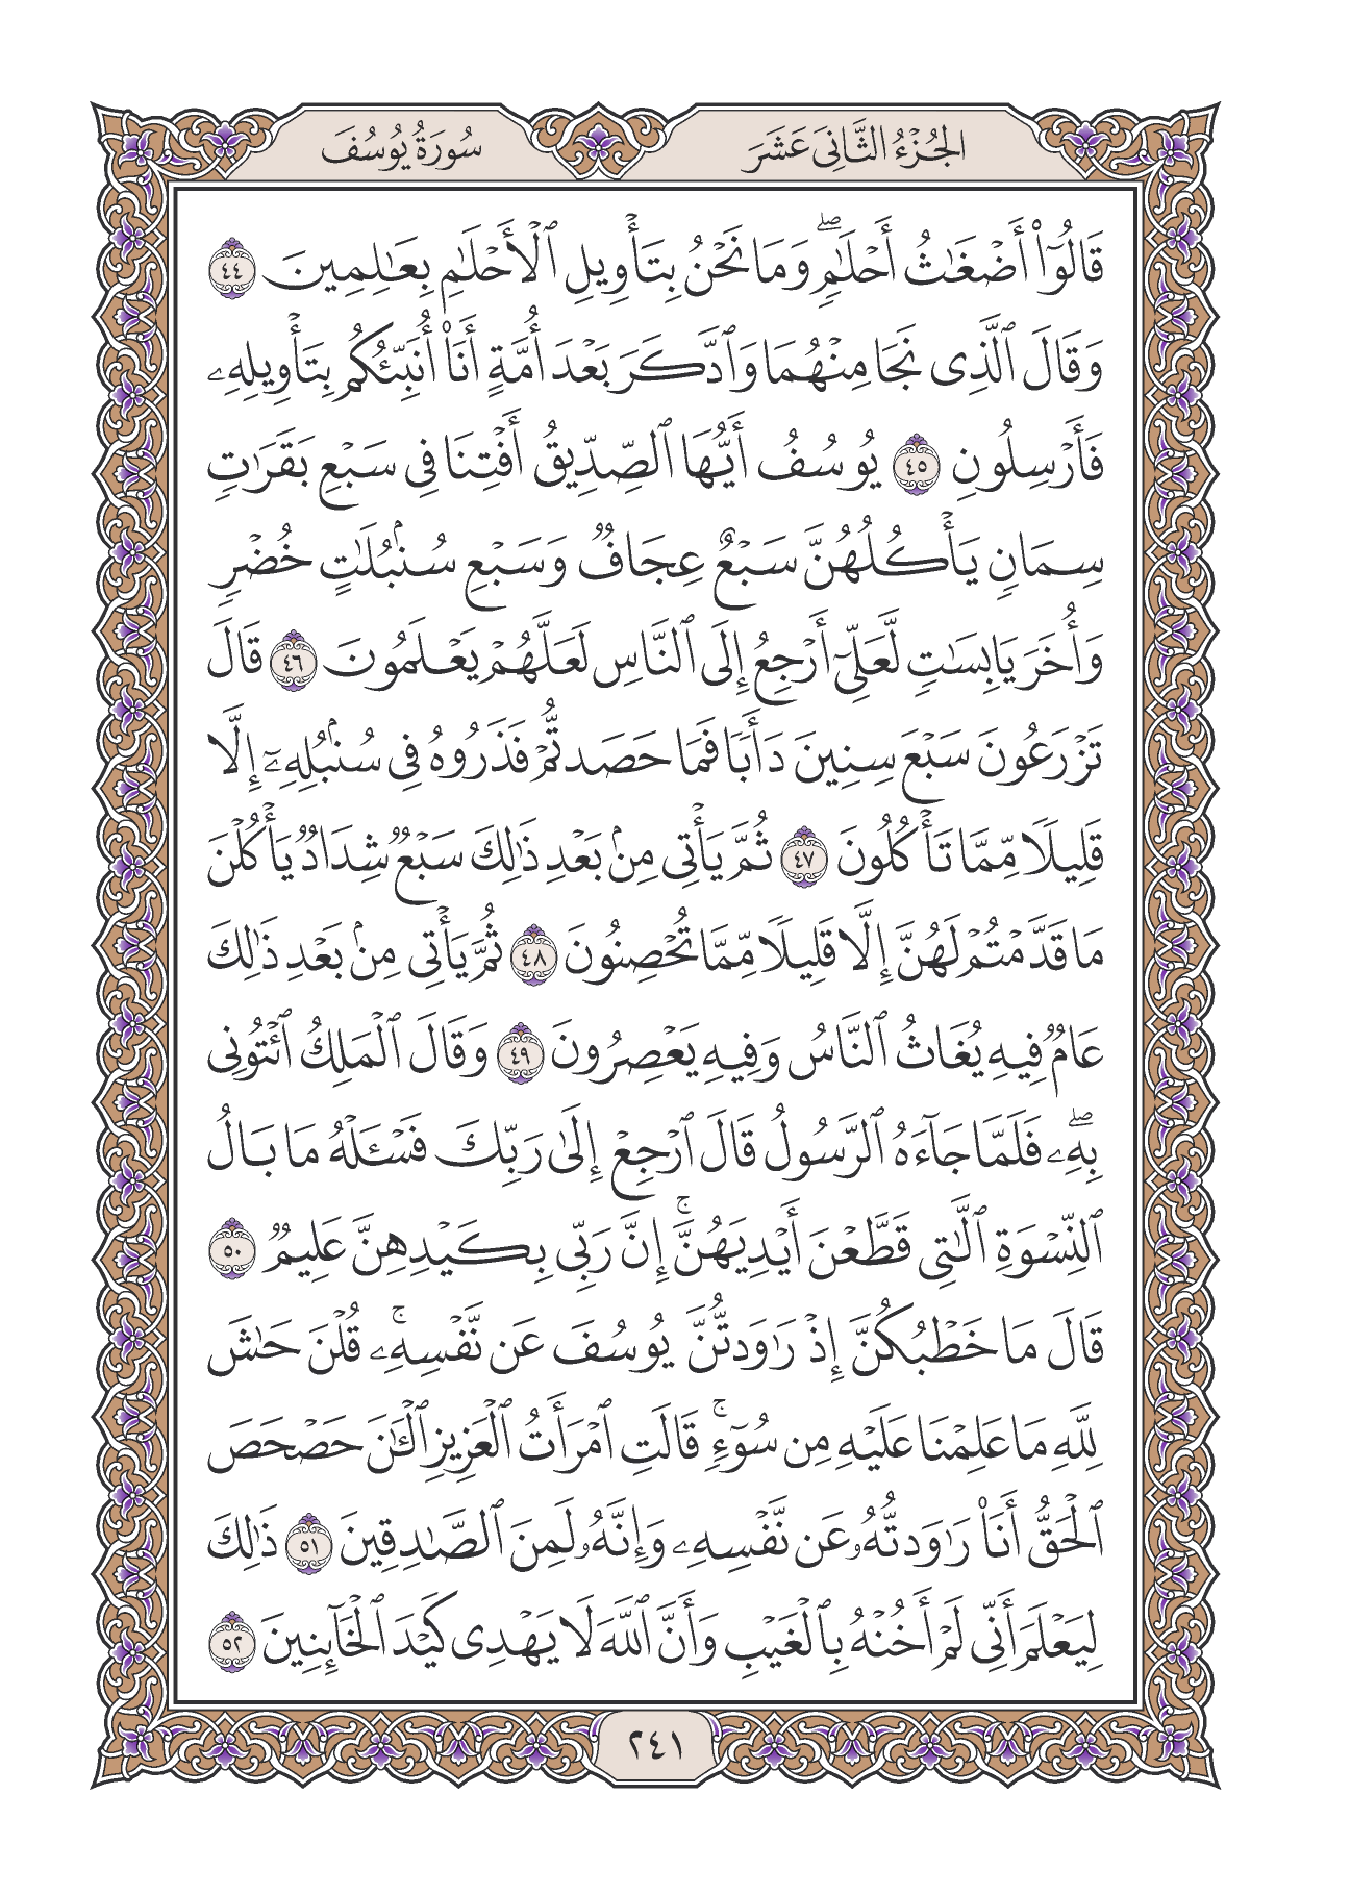 الجُزْءُ الثَّانِيَ عَشَرَ
سُورَةُ يُوسُفَ
قَالُوٓا۟ أَضْغَٰثُ أَحْلَٰمٍۢ ۖ وَمَا نَحْنُ بِتَأْوِيلِ ٱلْأَحْلَٰمِ بِعَٰلِمِينَ ٤٤
وَقَالَ ٱلَّذِى نَجَا مِنْهُمَا وَٱدَّكَرَ بَعْدَ أُمَّةٍ أَنَا۠ أُنَبِّئُكُم بِتَأْوِيلِهِۦ
فَأَرْسِلُونِ ٤٥ يُوسُفُ أَيُّهَا ٱلصِّدِّيقُ أَفْتِنَا فِى سَبْعِ بَقَرَٰتٍۢ
سِمَانٍۢ يَأْكُلُهُنَّ سَبْعٌ عِجَافٌۭ وَسَبْعِ سُنۢبُلَٰتٍ خُضْرٍۢ
وَأُخَرَ يَابِسَٰتٍۢ لَّعَلِّىٓ أَرْجِعُ إِلَى ٱلنَّاسِ لَعَلَّهُمْ يَعْلَمُونَ ٤٦ قَالَ
تَزْرَعُونَ سَبْعَ سِنِينَ دَأَبًۭا فَمَا حَصَدتُّمْ فَذَرُوهُ فِى سُنۢبُلِهِۦٓ إِلَّا
قَلِيلًۭا مِّمَّا تَأْكُلُونَ ٤٧ ثُمَّ يَأْتِى مِنۢ بَعْدِ ذَٰلِكَ سَبْعٌۭ شِدَادٌۭ يَأْكُلْنَ
مَا قَدَّمْتُمْ لَهُنَّ إِلَّا قَلِيلًۭا مِّمَّا تُحْصِنُونَ ٤٨ ثُمَّ يَأْتِى مِنۢ بَعْدِ ذَٰلِكَ
عَامٌۭ فِيهِ يُغَاثُ ٱلنَّاسُ وَفِيهِ يَعْصِرُونَ ٤٩ وَقَالَ ٱلْمَلِكُ ٱئْتُونِى
بِهِۦ ۖ فَلَمَّا جَآءَهُ ٱلرَّسُولُ قَالَ ٱرْجِعْ إِلَىٰ رَبِّكَ فَسْـَٔلْهُ مَا بَالُ
ٱلنِّسْوَةِ ٱلَّٰتِى قَطَّعْنَ أَيْدِيَهُنَّ ۚ إِنَّ رَبِّى بِكَيْدِهِنَّ عَلِيمٌۭ ٥٠
قَالَ مَا خَطْبُكُنَّ إِذْ رَٰوَدتُّنَّ يُوسُفَ عَن نَّفْسِهِۦ ۚ قُلْنَ حَٰشَ
لِلَّهِ مَا عَلِمْنَا عَلَيْهِ مِن سُوٓءٍۢ ۚ قَالَتِ ٱمْرَأَتُ ٱلْعَزِيزِ ٱلْـَٰٔنَ حَصْحَصَ
ٱلْحَقُّ أَنَا۠ رَٰوَدتُّهُۥ عَن نَّفْسِهِۦ وَإِنَّهُۥ لَمِنَ ٱلصَّٰدِقِينَ ٥١ ذَٰلِكَ
لِيَعْلَمَ أَنِّى لَمْ أَخُنْهُ بِٱلْغَيْبِ وَأَنَّ ٱللَّهَ لَا يَهْدِى كَيْدَ ٱلْخَآئِنِينَ ٥٢
٢٤١